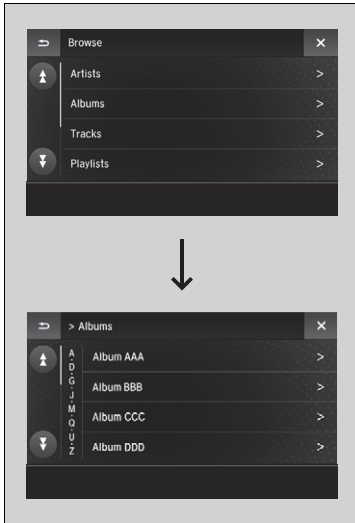 Browse
Artists >
Albums >
Tracks >
Playlists >
> Albums
A
D
G
J
M
Q
U
Z
Album AAA >
Album BBB >
Album CCC >
Album DDD >